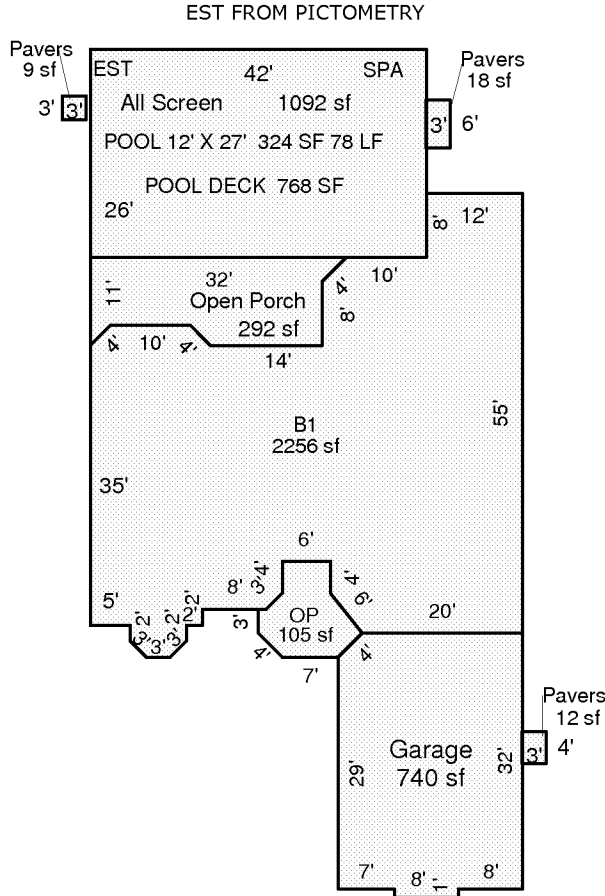 EST FROM PICTOMETRY
Pavers
9 sf
3'
3'
EST
42'
SPA
Pavers
18 sf
3'
6'
All Screen 1092 sf
POOL 12' X 27' 324 SF 78 LF
POOL DECK 768 SF
26'
8'
12'
11'
32'
4'
10'
Open Porch
292 sf
8'
4'
10'
4'
14'
B1
2256 sf
55'
35'
6'
5'
2'
3'
3'
3'
2'
2'
2'
8'
3'
4'
4'
6'
3'
OP
105 sf
20'
4'
7'
4'
Pavers
12 sf
3'
4'
Garage
740 sf
29'
32'
7'
8'
1'
8'